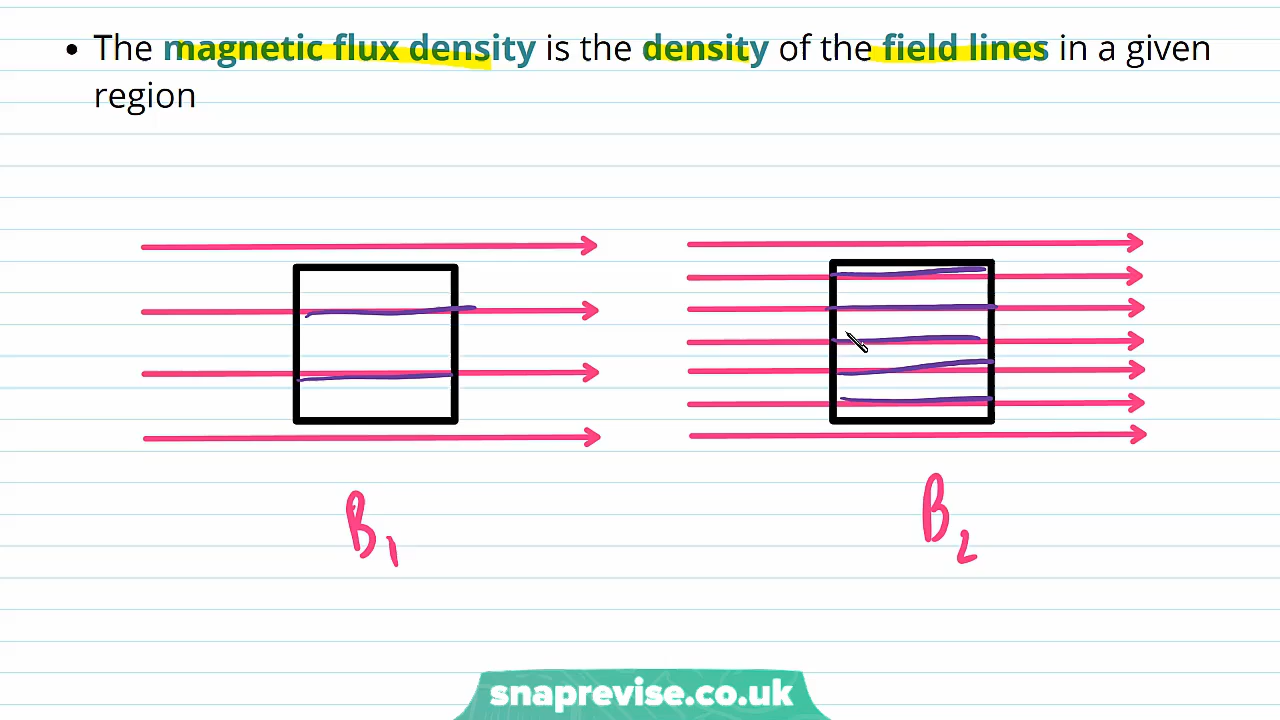 • The magnetic flux density is the density of the field lines in a given
region
B₁
B₂
snaprevise.co.uk